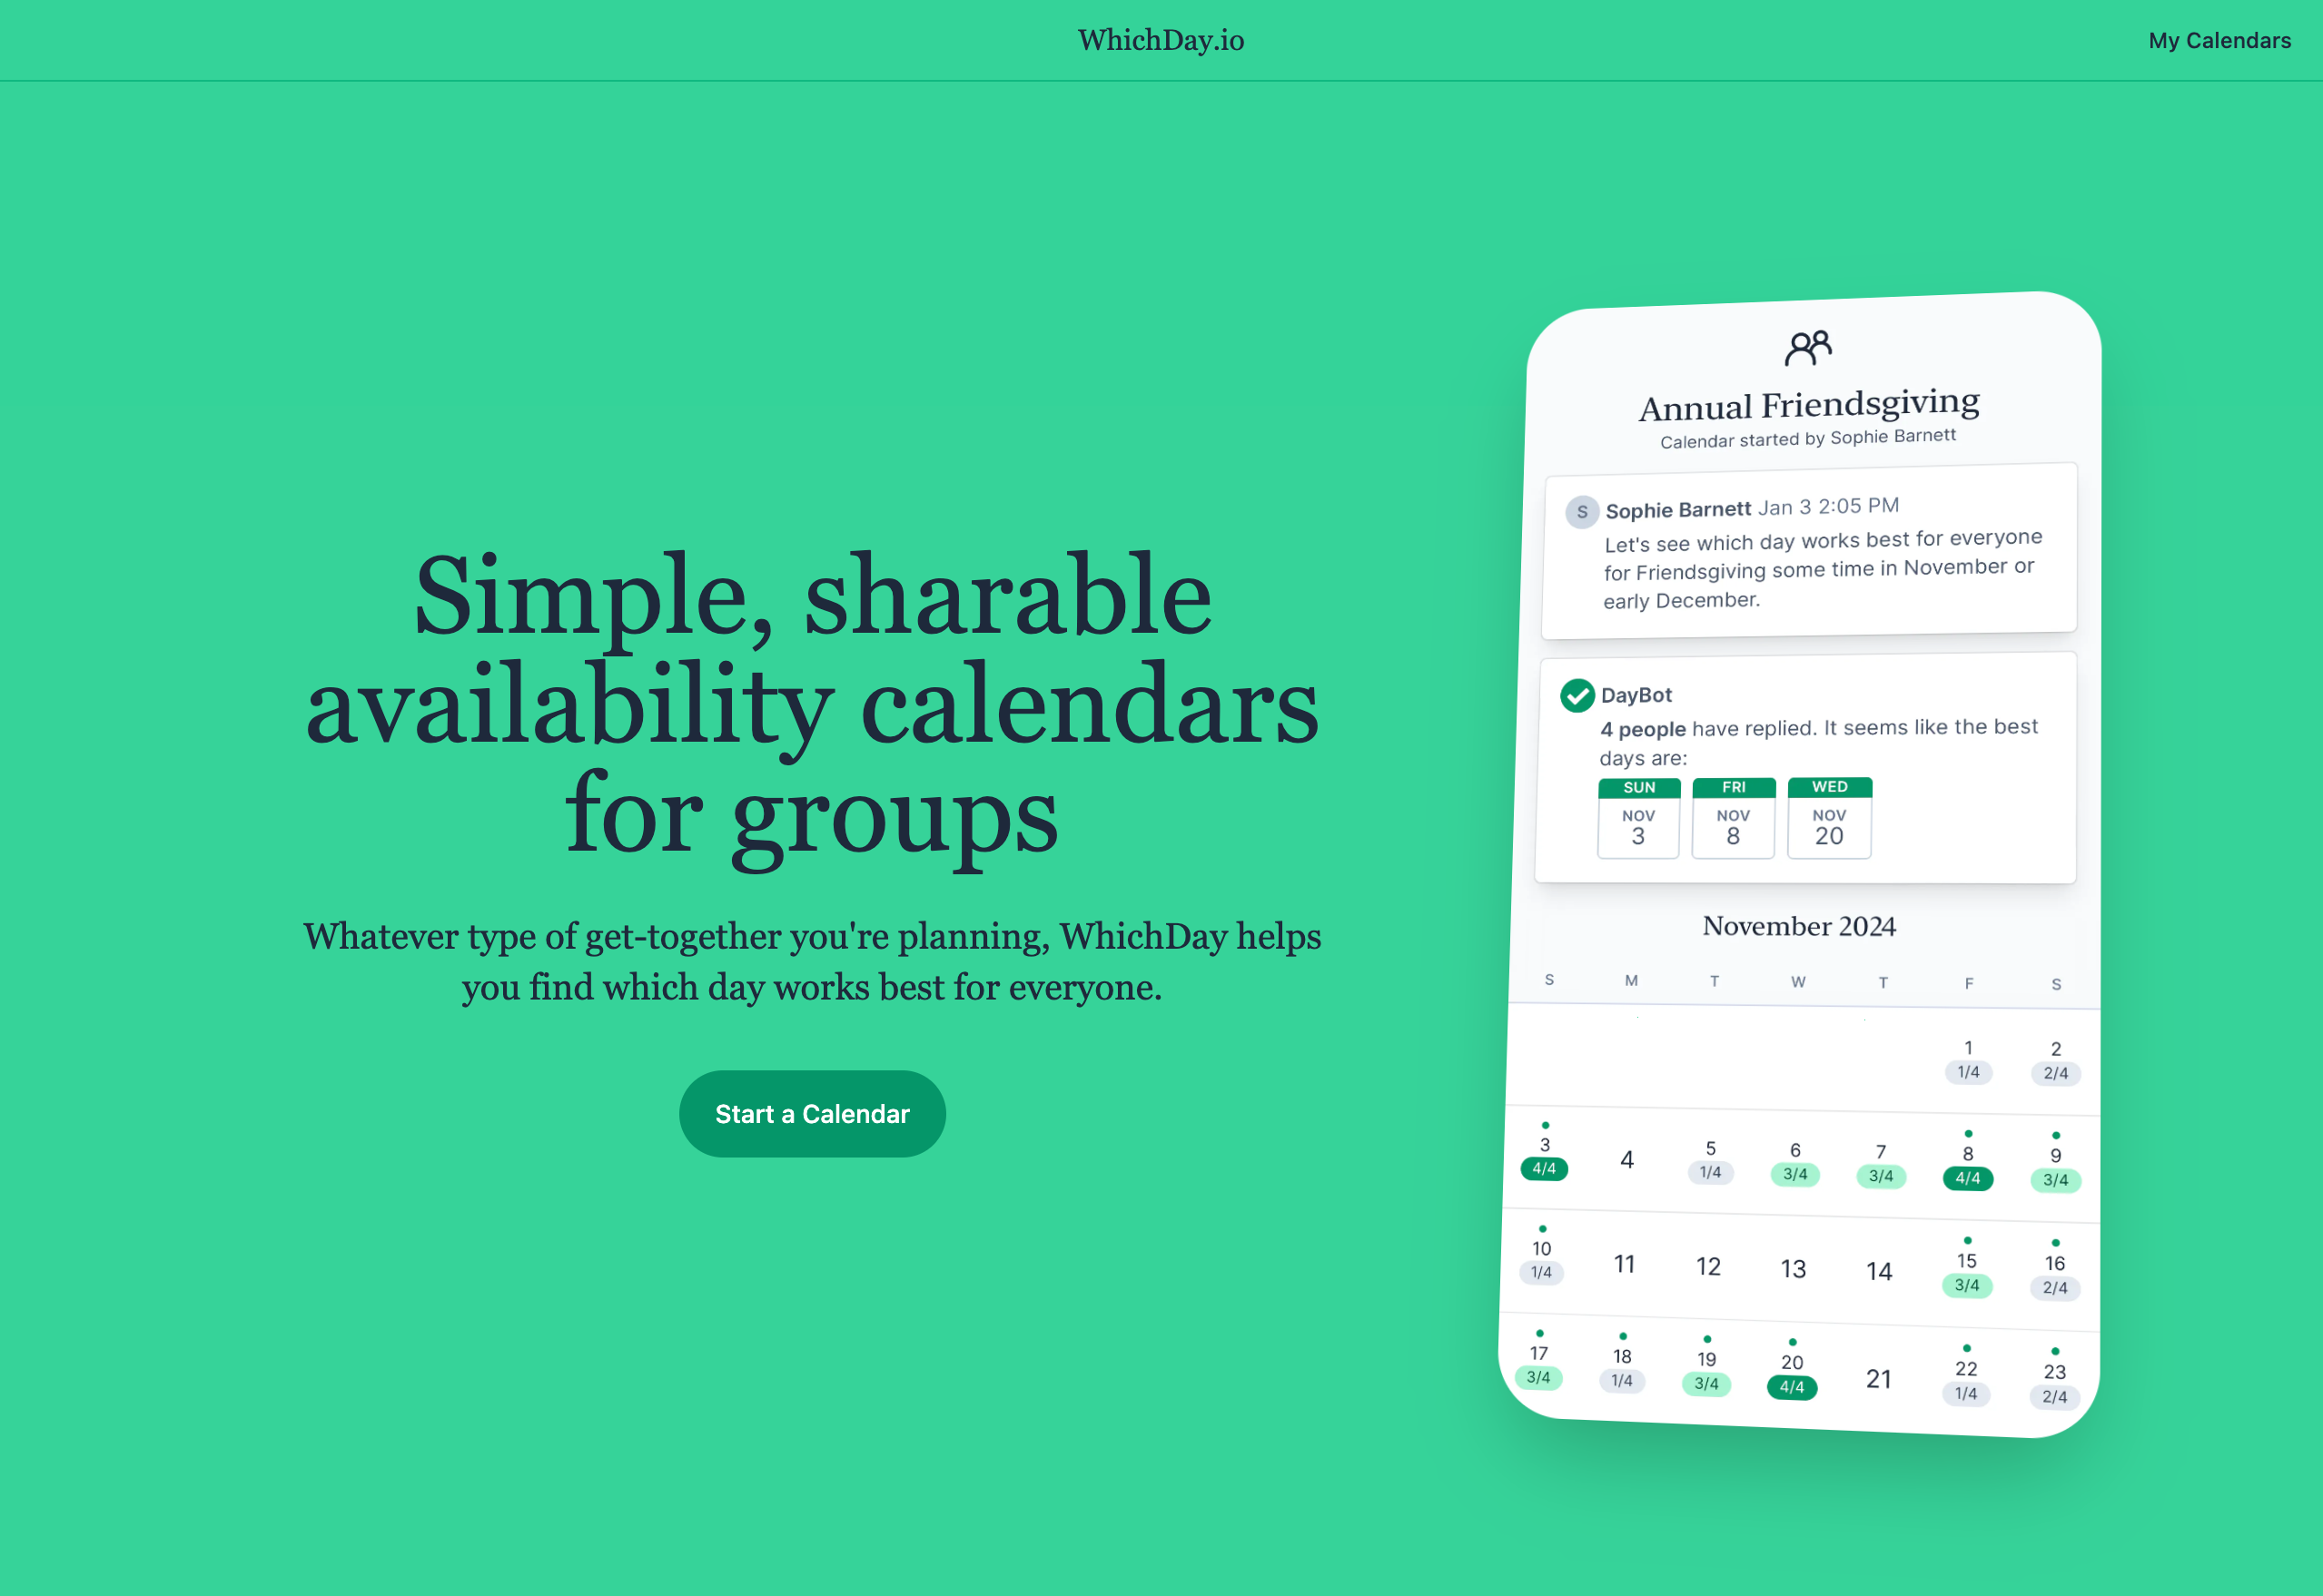 WhichDay.io
My Calendars
Simple, sharable
availability calendars
for groups
Whatever type of get-together you're planning, WhichDay helps
you find which day works best for everyone.
Start a Calendar
Annual Friendsgiving
Calendar started by Sophie Barnett
S Sophie Barnett Jan 3 2:05 PM
Let's see which day works best for everyone
for Friendsgiving some time in November or
early December.
DayBot
4 people have replied. It seems like the best
days are:
SUN FRI WED
NOV NOV NOV
3 8 20
November 2024
S M T W T F S
1 2
1/4 2/4
3 4 5 6 7 8 9
4/4 1/4 3/4 3/4 4/4 3/4
10 11 12 13 14 15 16
1/4 3/4 2/4
17 18 19 20 21 22 23
3/4 1/4 3/4 4/4 1/4 2/4